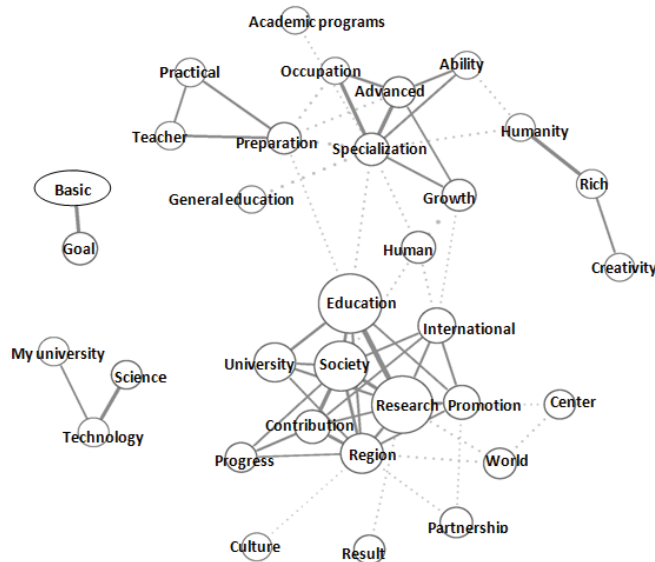 Academic programs
Practical
Occupation
Ability
Advanced
Teacher
Preparation
Specialization
Humanity
Basic
Rich
General education
Growth
Goal
Human
Creativity
Education
International
My university
University
Society
Science
Research
Promotion
Center
Contribution
Technology
Progress
Region
World
Partnership
Culture
Result